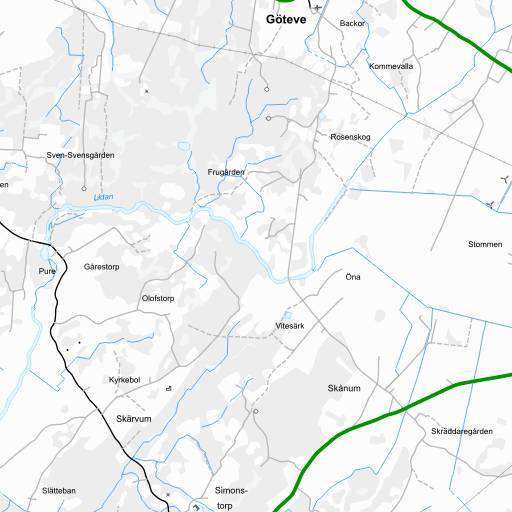 Göteve
Backor
Kommevalla
Rosenskog
Sven-Svensgården
Frugården
en
Lidan
Stommen
Pure
Gårestorp
Öna
Olofstorp
Vitesärk
Kyrkebol
Skånum
Skärvum
Skräddaregården
Slätteban
Simons-
torp